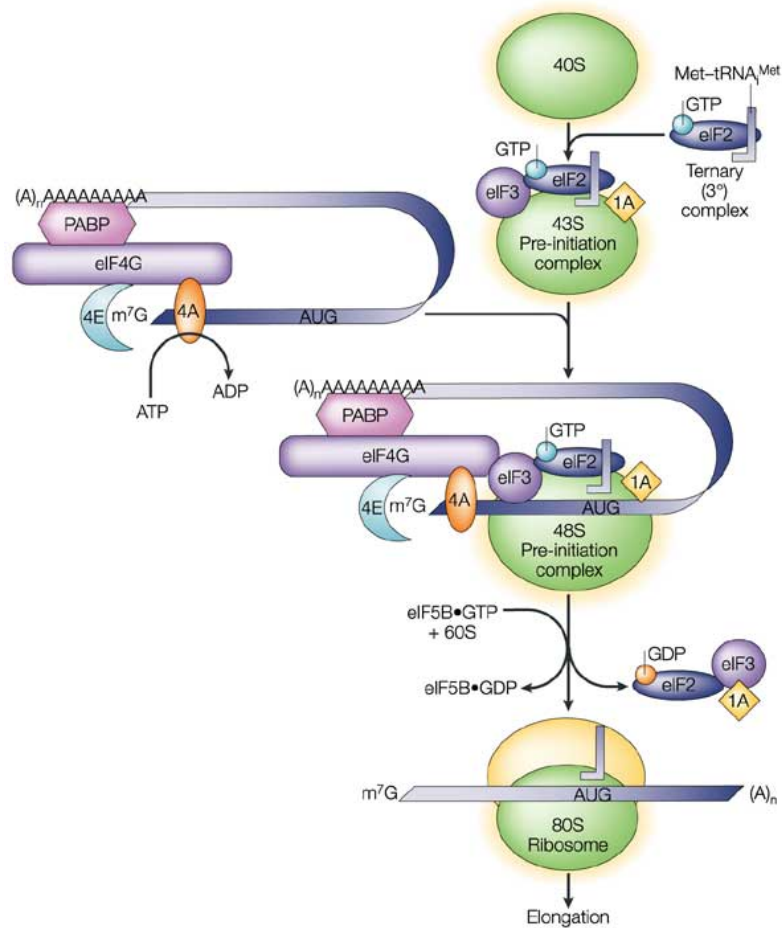 40S
Met–tRNAᵢᴹᵉᵗ
GTP
eIF2
Ternary
(3°)
complex
GTP
eIF3
eIF2
1A
43S
Pre-initiation
complex
(A)ₙAAAAAAAAA
PABP
eIF4G
4E
m⁷G
4A
AUG
ATP
ADP
(A)ₙAAAAAAAAA
PABP
eIF4G
GTP
eIF3
eIF2
1A
4E
m⁷G
4A
AUG
48S
Pre-initiation
complex
eIF5B•GTP
+ 60S
eIF5B•GDP
GDP
eIF2
eIF3
1A
m⁷G
AUG
(A)ₙ
80S
Ribosome
Elongation